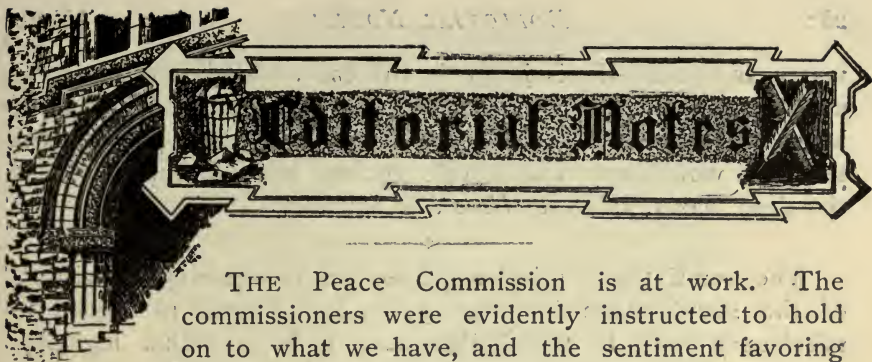 Editorial Notes
THE Peace Commission is at work. The
commissioners were evidently instructed to hold
on to what we have, and the sentiment favoring